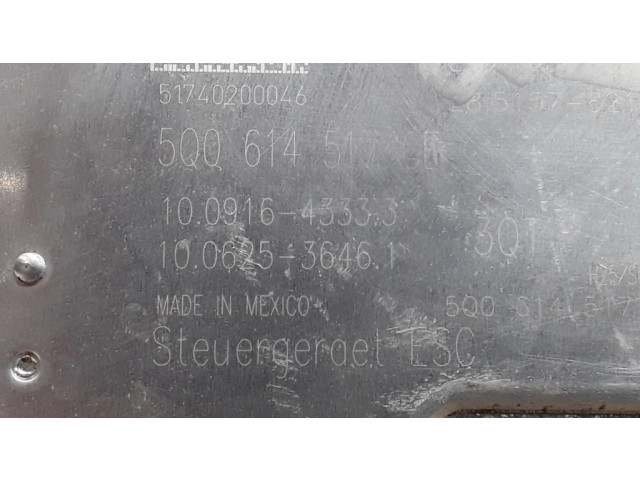 51740200046
5Q0 614 517
10.0916-4333.3
10.0625-3646.1
3Q1
MADE IN MEXICO
5Q0 614 517
Steuergeraet ESC